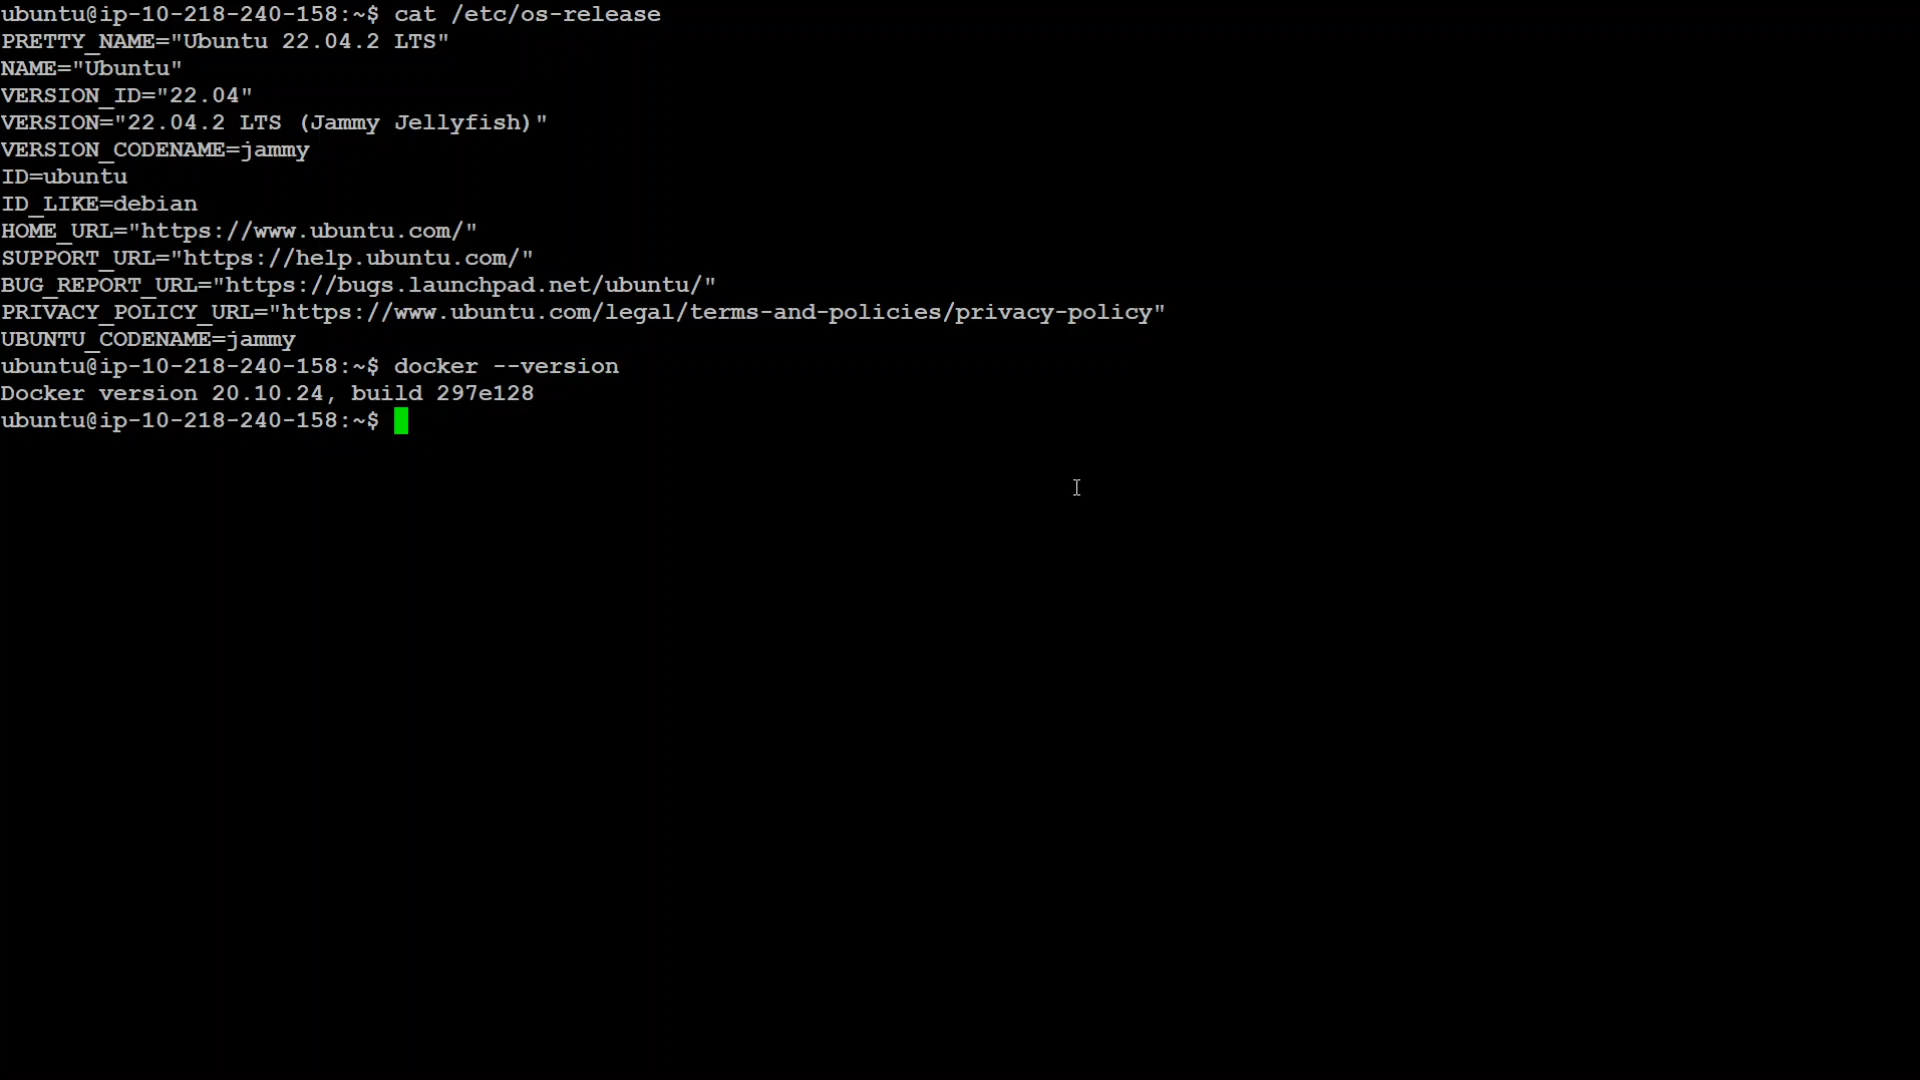 ubuntu@ip-10-218-240-158:~$ cat /etc/os-release
PRETTY_NAME="Ubuntu 22.04.2 LTS"
NAME="Ubuntu"
VERSION_ID="22.04"
VERSION="22.04.2 LTS (Jammy Jellyfish)"
VERSION_CODENAME=jammy
ID=ubuntu
ID_LIKE=debian
HOME_URL="https://www.ubuntu.com/"
SUPPORT_URL="https://help.ubuntu.com/"
BUG_REPORT_URL="https://bugs.launchpad.net/ubuntu/"
PRIVACY_POLICY_URL="https://www.ubuntu.com/legal/terms-and-policies/privacy-policy"
UBUNTU_CODENAME=jammy
ubuntu@ip-10-218-240-158:~$ docker --version
Docker version 20.10.24, build 297e128
ubuntu@ip-10-218-240-158:~$